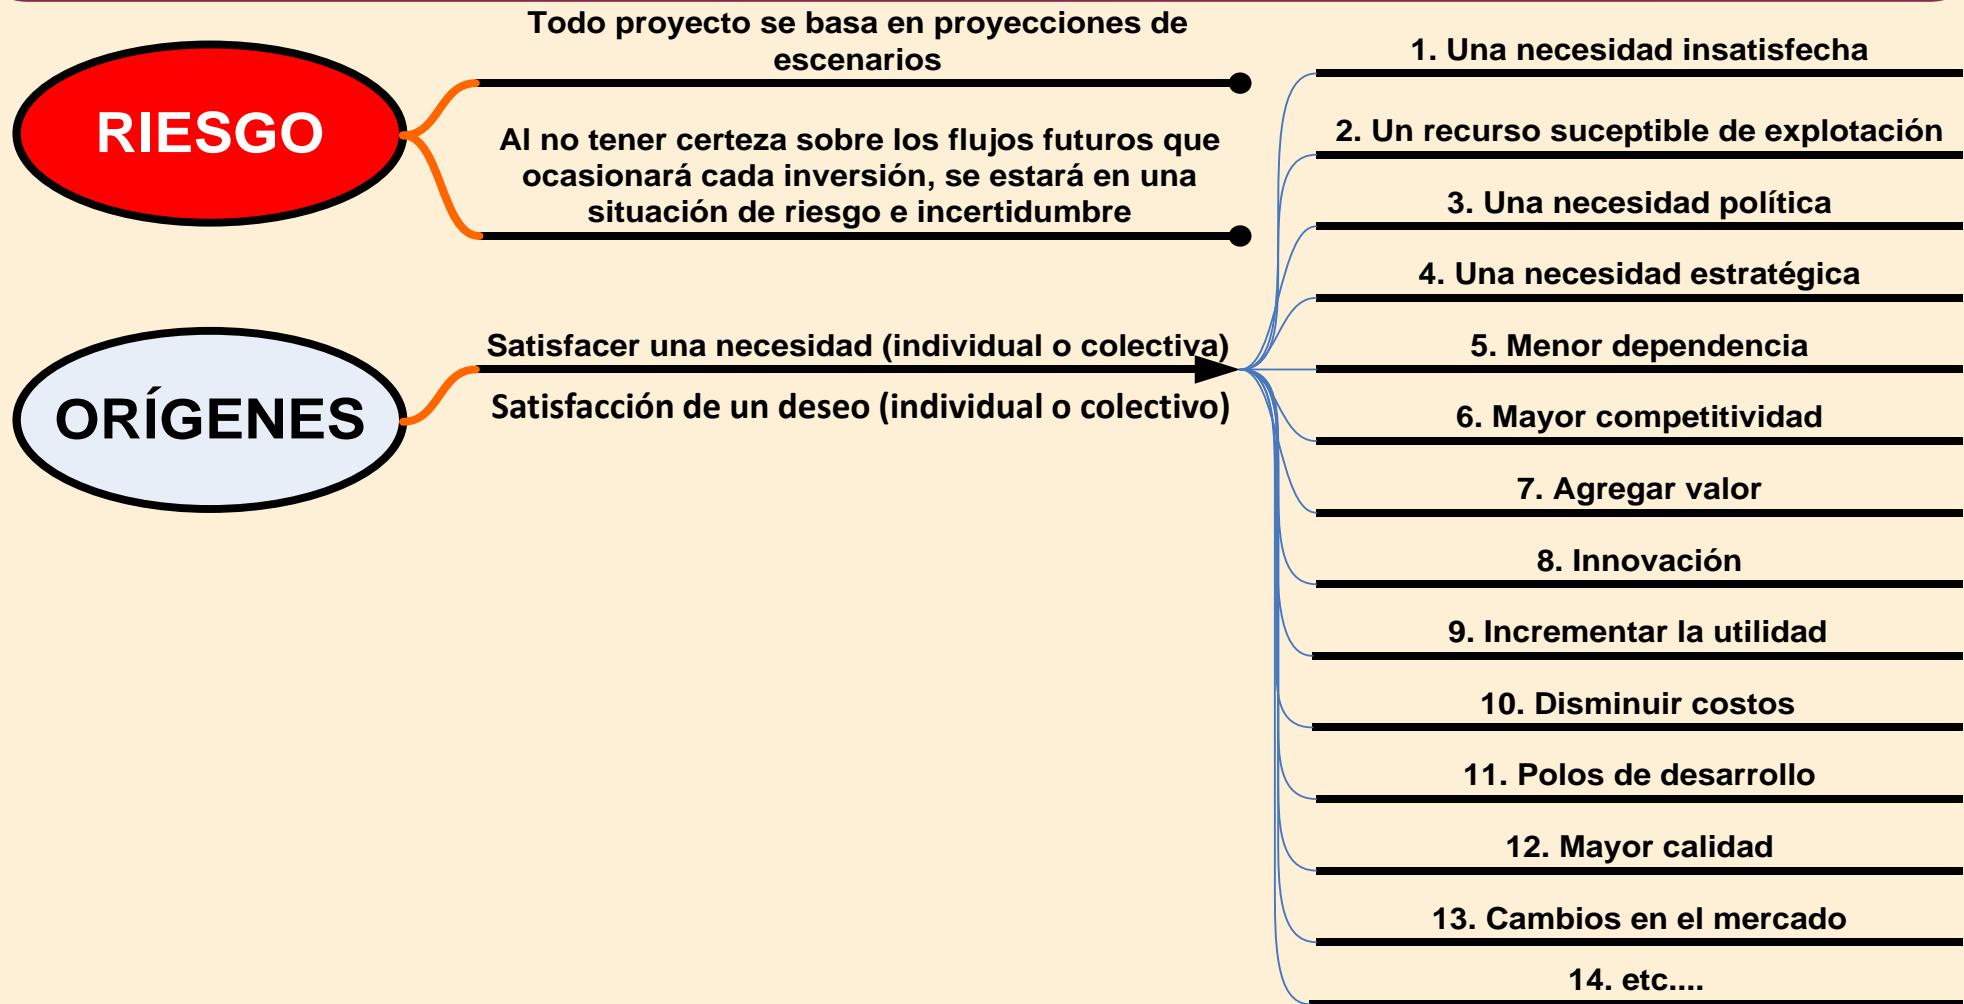 RIESGO
Todo proyecto se basa en proyecciones de
escenarios
Al no tener certeza sobre los flujos futuros que
ocasionará cada inversión, se estará en una
situación de riesgo e incertidumbre
ORÍGENES
Satisfacer una necesidad (individual o colectiva)
Satisfacción de un deseo (individual o colectivo)
1. Una necesidad insatisfecha
2. Un recurso suceptible de explotación
3. Una necesidad política
4. Una necesidad estratégica
5. Menor dependencia
6. Mayor competitividad
7. Agregar valor
8. Innovación
9. Incrementar la utilidad
10. Disminuir costos
11. Polos de desarrollo
12. Mayor calidad
13. Cambios en el mercado
14. etc....